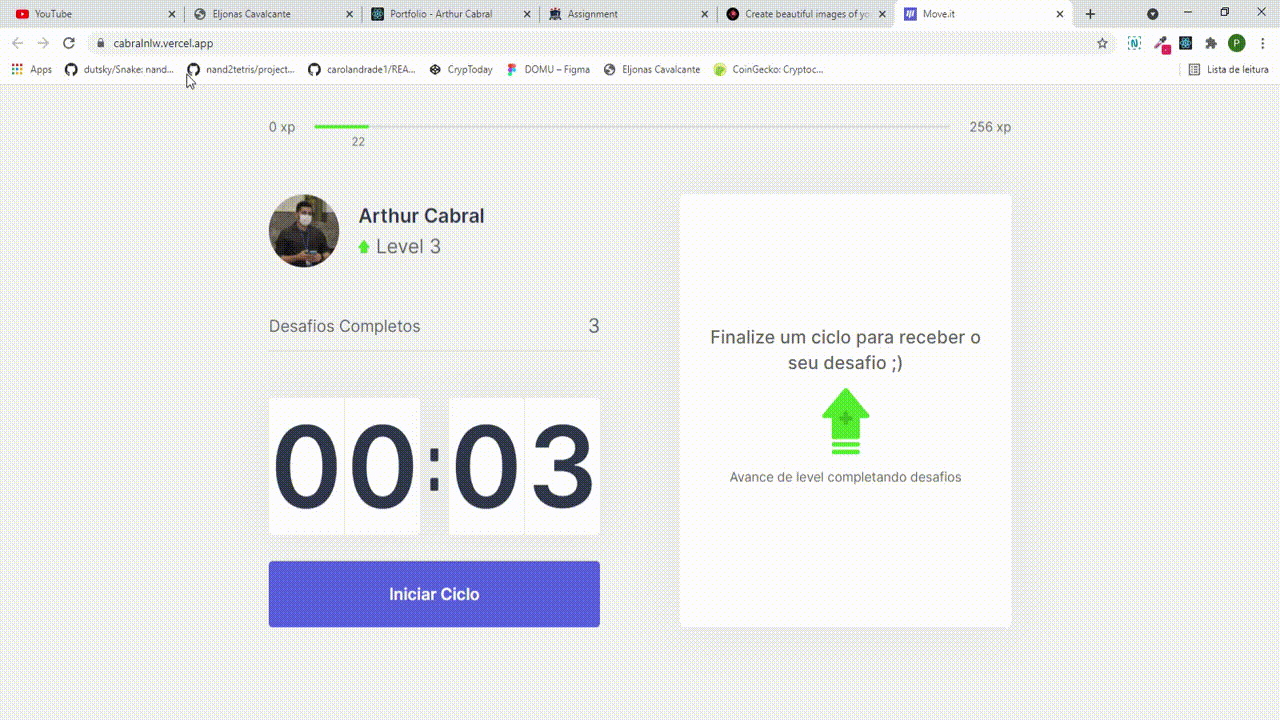 YouTube
Eljonas Cavalcante
Portfolio - Arthur Cabral
Assignment
Create beautiful images of yo
Move.it
cabralnlw.vercel.app
N
P
Apps
dutsky/Snake: nand...
nand2tetris/project...
carolandrade1/REA...
CrypToday
DOMU – Figma
Eljonas Cavalcante
CoinGecko: Cryptoc...
Lista de leitura
0 xp
22
256 xp
Arthur Cabral
Level 3
Desafios Completos 3
00:03
Iniciar Ciclo
Finalize um ciclo para receber o
seu desafio ;)
Avance de level completando desafios